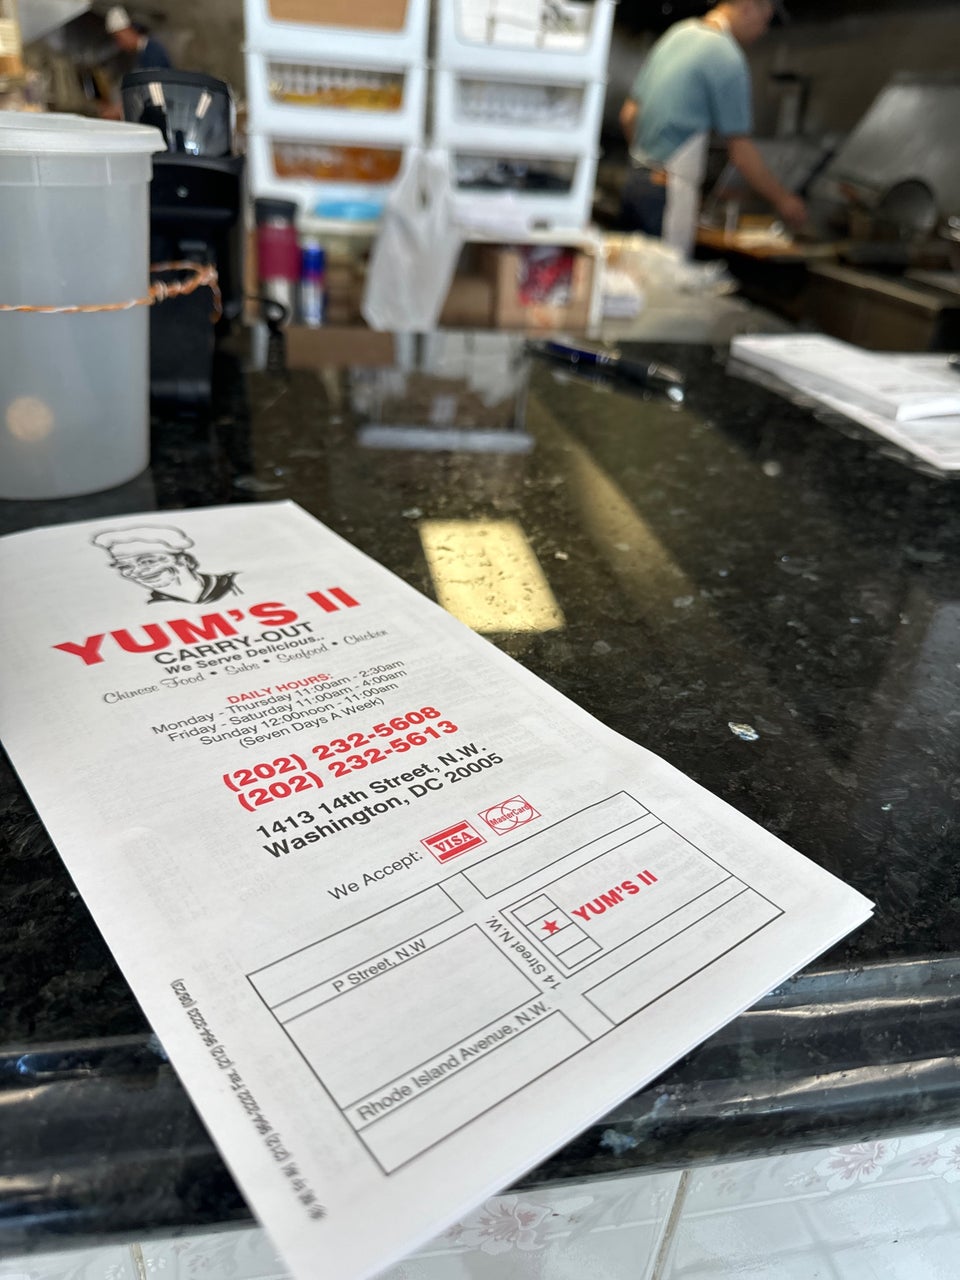 YUM'S II
CARRY-OUT
We Serve Delicious..
Chinese Food • Subs • Seafood • Chicken
DAILY HOURS:
Monday - Thursday 11:00am - 2:30am
Friday - Saturday 11:00am - 4:00am
Sunday 12:00noon - 11:00am
(Seven Days A Week)
(202) 232-5608
(202) 232-5613
1413 14th Street, N.W.
Washington, DC 20005
We Accept: VISA MasterCard
P Street, N.W
14 Street N.W.
YUM'S II
Rhode Island Avenue, N.W.